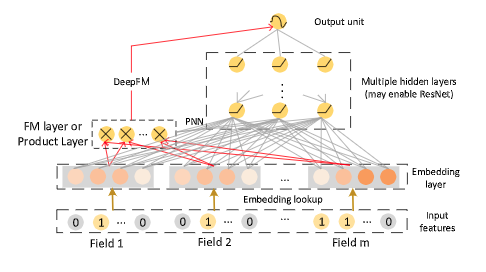 Output unit
DeepFM
Multiple hidden layers
(may enable ResNet)
PNN
FM layer or
Product Layer
...
...
Embedding
layer
Embedding lookup
0 1 ... 0 0 1 ... 0 ... 1 1 ... 0
Input
features
Field 1 Field 2 Field m